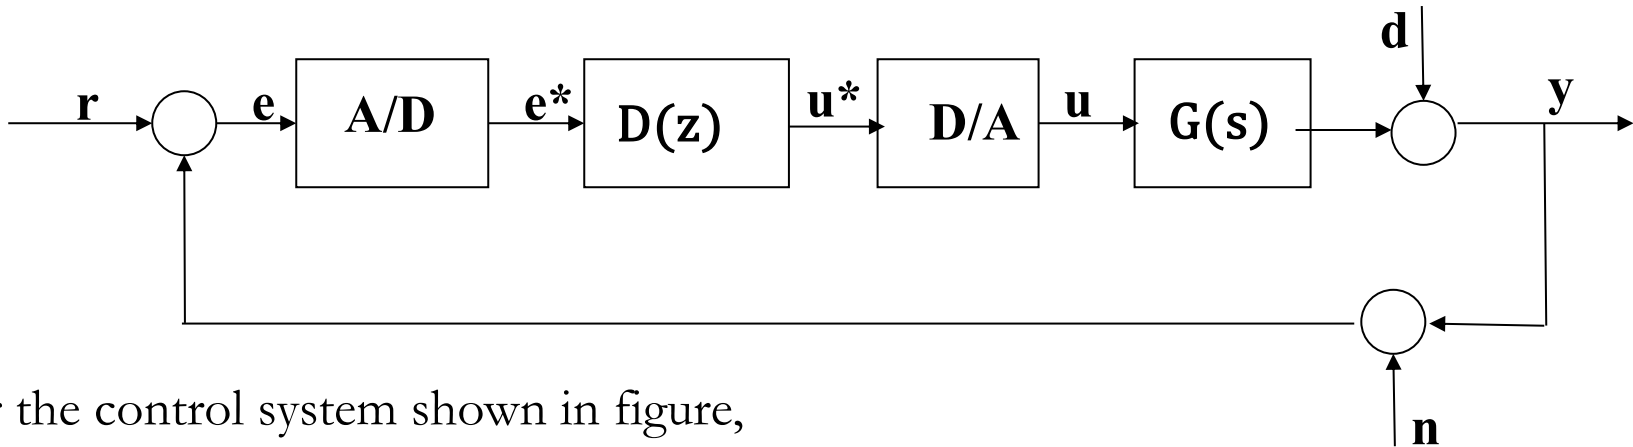 d
r e A/D e* D(z) u* D/A u G(s) y
the control system shown in figure,
n